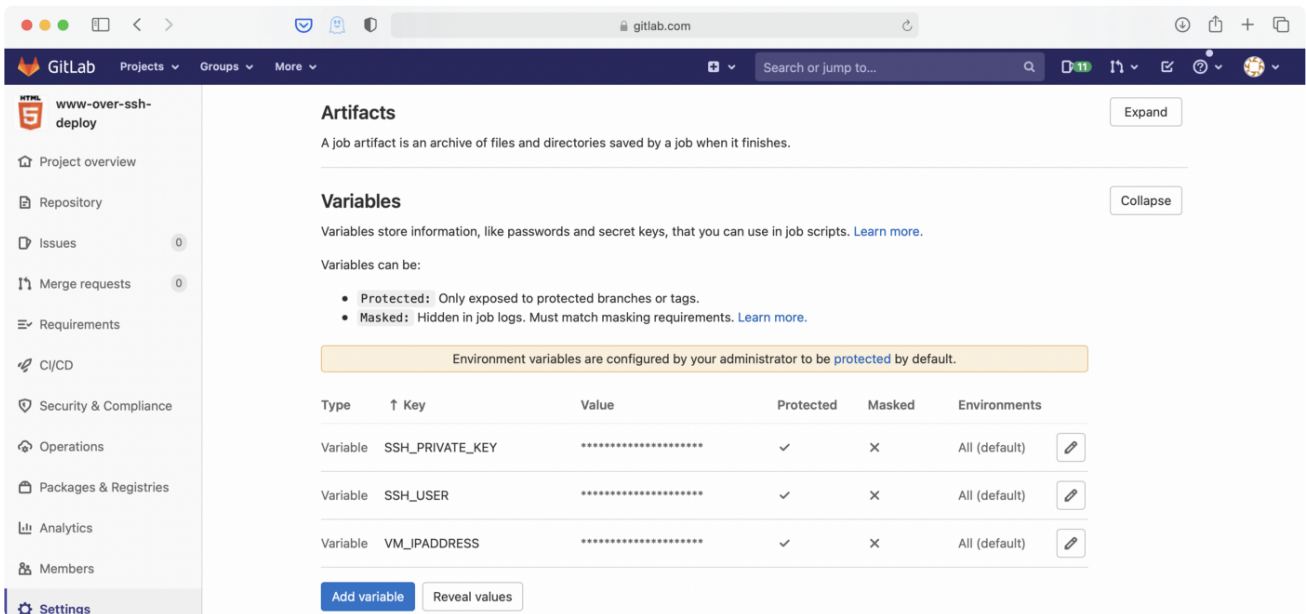 gitlab.com
GitLab Projects Groups More Search or jump to... 11
HTML
5
www-over-ssh-
deploy
Project overview
Repository
Issues 0
Merge requests 0
Requirements
CI/CD
Security & Compliance
Operations
Packages & Registries
Analytics
Members
Settings
Artifacts Expand
A job artifact is an archive of files and directories saved by a job when it finishes.
Variables Collapse
Variables store information, like passwords and secret keys, that you can use in job scripts. Learn more.
Variables can be:
• Protected: Only exposed to protected branches or tags.
• Masked: Hidden in job logs. Must match masking requirements. Learn more.
Environment variables are configured by your administrator to be protected by default.
Type ↑ Key Value Protected Masked Environments
Variable SSH_PRIVATE_KEY ********************* ✓ ✕ All (default)
Variable SSH_USER ********************* ✓ ✕ All (default)
Variable VM_IPADDRESS ********************* ✓ ✕ All (default)
Add variable Reveal values